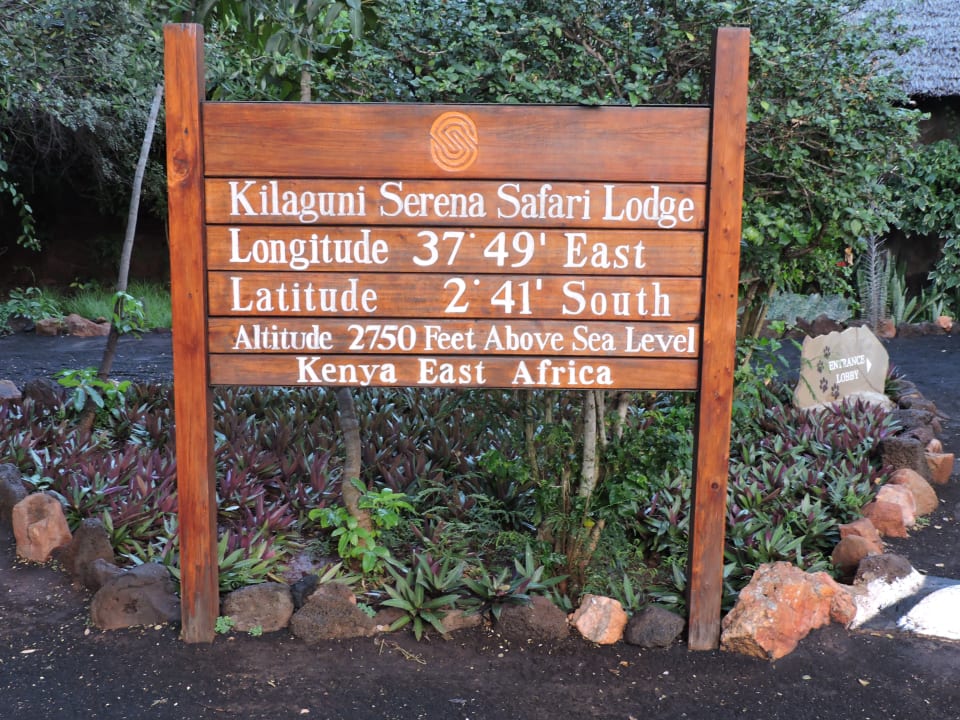 Kilaguni Serena Safari Lodge
Longitude 37° 49' East
Latitude 2° 41' South
Altitude 2750 Feet Above Sea Level
Kenya East Africa
ENTRANCE
LOBBY